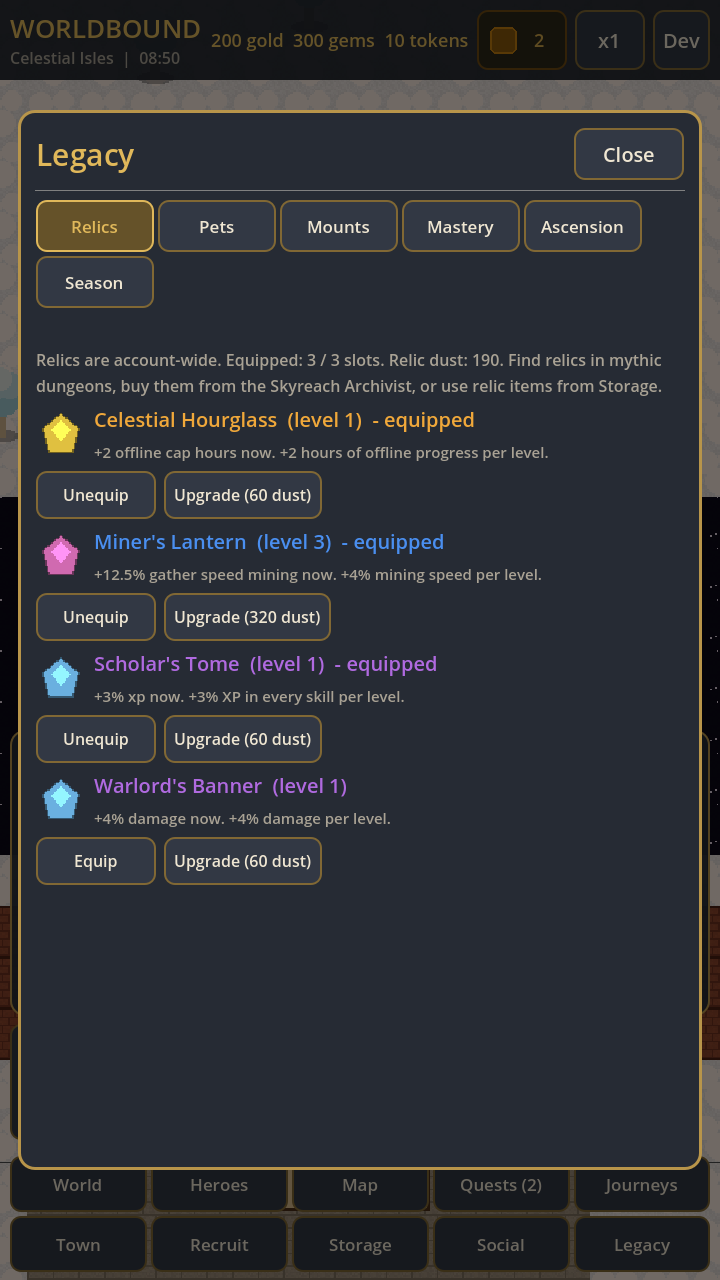 WORLDBOUND
200 gold 300 gems 10 tokens
2
x1
Dev
Celestial Isles | 08:50
Legacy
Close
Relics
Pets
Mounts
Mastery
Ascension
Season
Relics are account-wide. Equipped: 3 / 3 slots. Relic dust: 190. Find relics in mythic
dungeons, buy them from the Skyreach Archivist, or use relic items from Storage.
Celestial Hourglass (level 1) - equipped
+2 offline cap hours now. +2 hours of offline progress per level.
Unequip
Upgrade (60 dust)
Miner's Lantern (level 3) - equipped
+12.5% gather speed mining now. +4% mining speed per level.
Unequip
Upgrade (320 dust)
Scholar's Tome (level 1) - equipped
+3% xp now. +3% XP in every skill per level.
Unequip
Upgrade (60 dust)
Warlord's Banner (level 1)
+4% damage now. +4% damage per level.
Equip
Upgrade (60 dust)
World
Heroes
Map
Quests (2)
Journeys
Town
Recruit
Storage
Social
Legacy